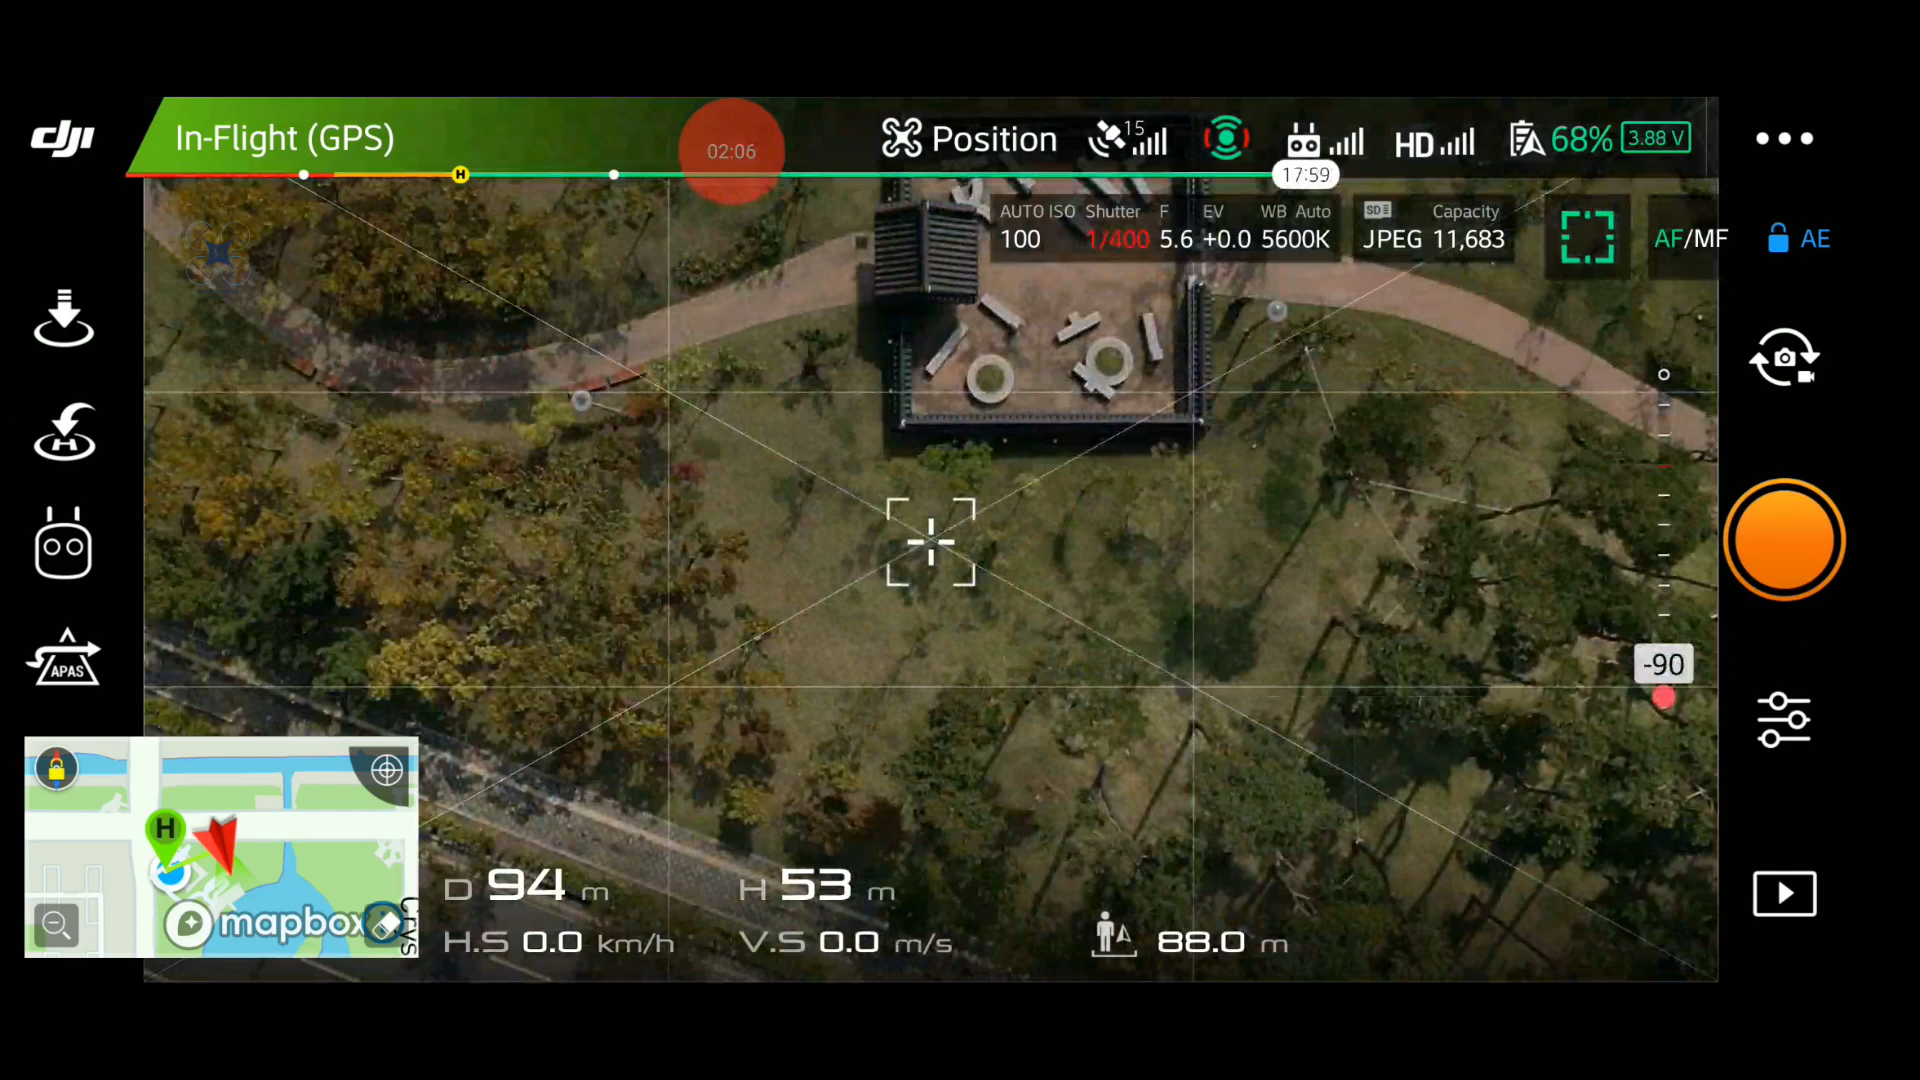 dji
In-Flight (GPS)
02:06
Position
15
HD
68%
3.88 V
H
17:59
AUTO ISO Shutter F EV WB Auto
100 1/400 5.6 +0.0 5600K
SD Capacity
JPEG 11,683
AF/MF
AE
H
APAS
-90
H
mapbox
Crys
D 94 m H 53 m
H.S 0.0 km/h V.S 0.0 m/s
88.0 m